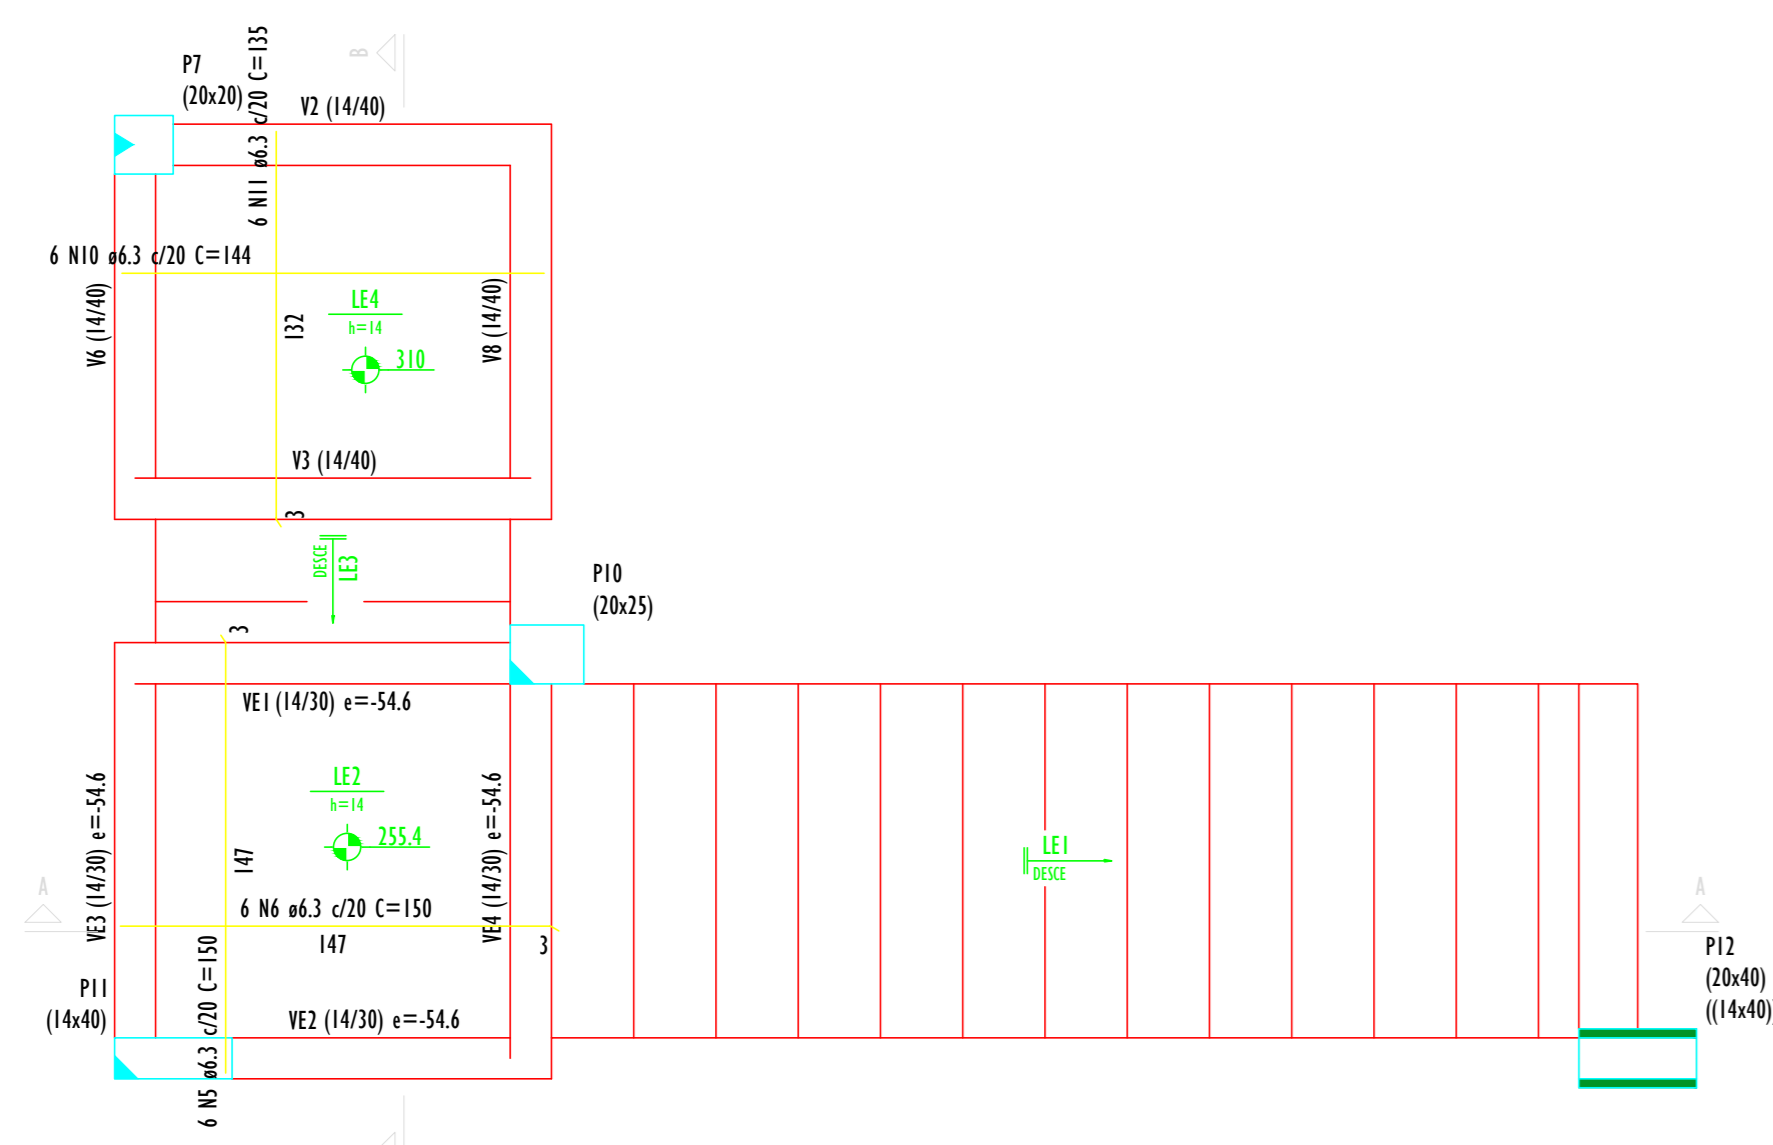 B
P7
(20x20)
6 N11 ø6.3 c/20 C=135
V2 (14/40)
6 N10 ø6.3 c/20 C=144
V6 (14/40)
132
LE4
h=14
310
V8 (14/40)
V3 (14/40)
3
DESCE
LE3
P10
(20x25)
3
VE1 (14/30) e=-54.6
VE3 (14/30) e=-54.6
LE2
h=14
255.4
147
VE4 (14/30) e=-54.6
LE1
DESCE
A
A
6 N6 ø6.3 c/20 C=150
147
3
P11
(14x40)
6 N5 ø6.3 c/20 C=150
VE2 (14/30) e=-54.6
P12
(20x40)
((14x40)